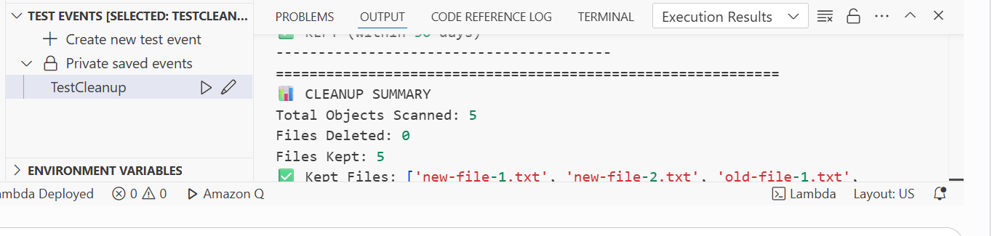 TEST EVENTS [SELECTED: TESTCLEAN...
Create new test event
Private saved events
TestCleanup
ENVIRONMENT VARIABLES
PROBLEMS OUTPUT CODE REFERENCE LOG TERMINAL Execution Results
✅ KEPT (within 30 days)
----------------------------------------
============================================================
📊 CLEANUP SUMMARY
Total Objects Scanned: 5
Files Deleted: 0
Files Kept: 5
✅ Kept Files: ['new-file-1.txt', 'new-file-2.txt', 'old-file-1.txt',
ambda Deployed 0 0 Amazon Q Lambda Layout: US